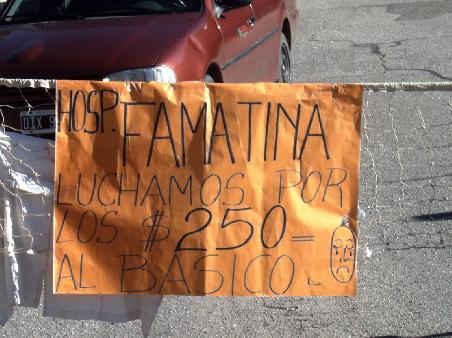 HOSP. FAMATINA
LUCHAMOS POR
LOS $250=
AL BASICO